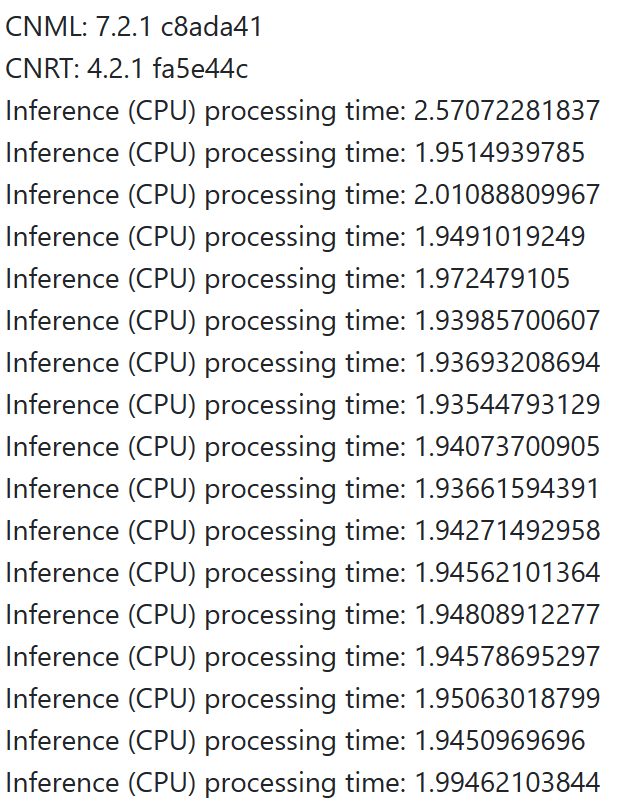 CNML: 7.2.1 c8ada41
CNRT: 4.2.1 fa5e44c
Inference (CPU) processing time: 2.57072281837
Inference (CPU) processing time: 1.9514939785
Inference (CPU) processing time: 2.01088809967
Inference (CPU) processing time: 1.9491019249
Inference (CPU) processing time: 1.972479105
Inference (CPU) processing time: 1.93985700607
Inference (CPU) processing time: 1.93693208694
Inference (CPU) processing time: 1.93544793129
Inference (CPU) processing time: 1.94073700905
Inference (CPU) processing time: 1.93661594391
Inference (CPU) processing time: 1.94271492958
Inference (CPU) processing time: 1.94562101364
Inference (CPU) processing time: 1.94808912277
Inference (CPU) processing time: 1.94578695297
Inference (CPU) processing time: 1.95063018799
Inference (CPU) processing time: 1.9450969696
Inference (CPU) processing time: 1.99462103844